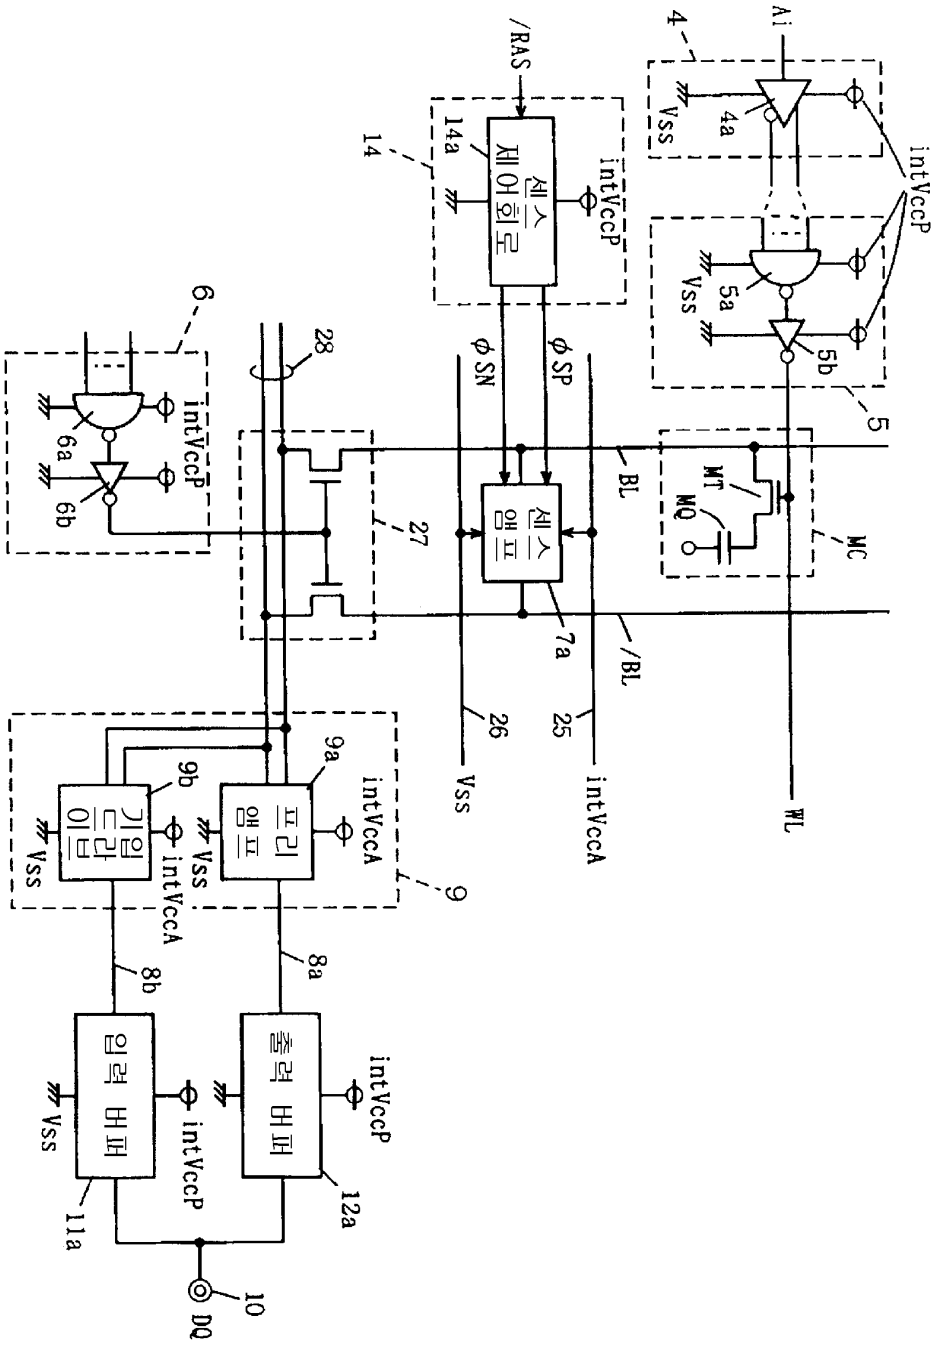 Ai
4
4a
Vss
intVccP
5a
Vss
5b
5
/RAS
14a
14
센스
제어회로
intVccP
φSP
φSN
MC
MT
MQ
WL
BL
/BL
센스
앰프
7a
25
intVccA
26
Vss
6
6a
intVccP
6b
28
27
9
9a
프리
앰프
intVccA
Vss
9b
기입
드라
이브
intVccA
Vss
8a
8b
출력 버퍼
intVccP
12a
입력 버퍼
intVccP
Vss
11a
10
DQ